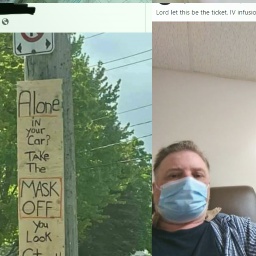 Lord let this be the ticket. IV infusio
Alone
in
your
Car?
Take
The
MASK
OFF
you
Look